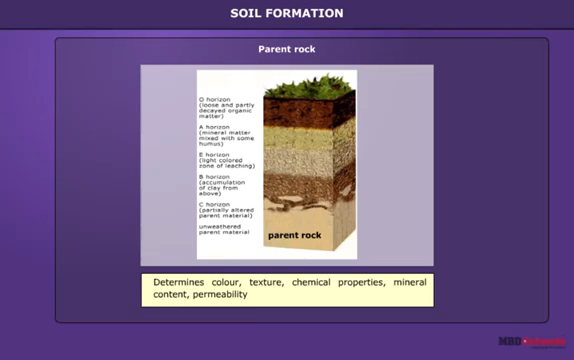 SOIL FORMATION
Parent rock
O horizon
(loose and partly
decayed organic
matter)
A horizon
(mineral matter
mixed with some
humus)
E horizon
(light colored
zone of leaching)
B horizon
(accumulation
of clay from
above)
C horizon
(partially altered
parent material)
unweathered
parent material
parent rock
Determines colour, texture, chemical properties, mineral
content, permeability
MBD